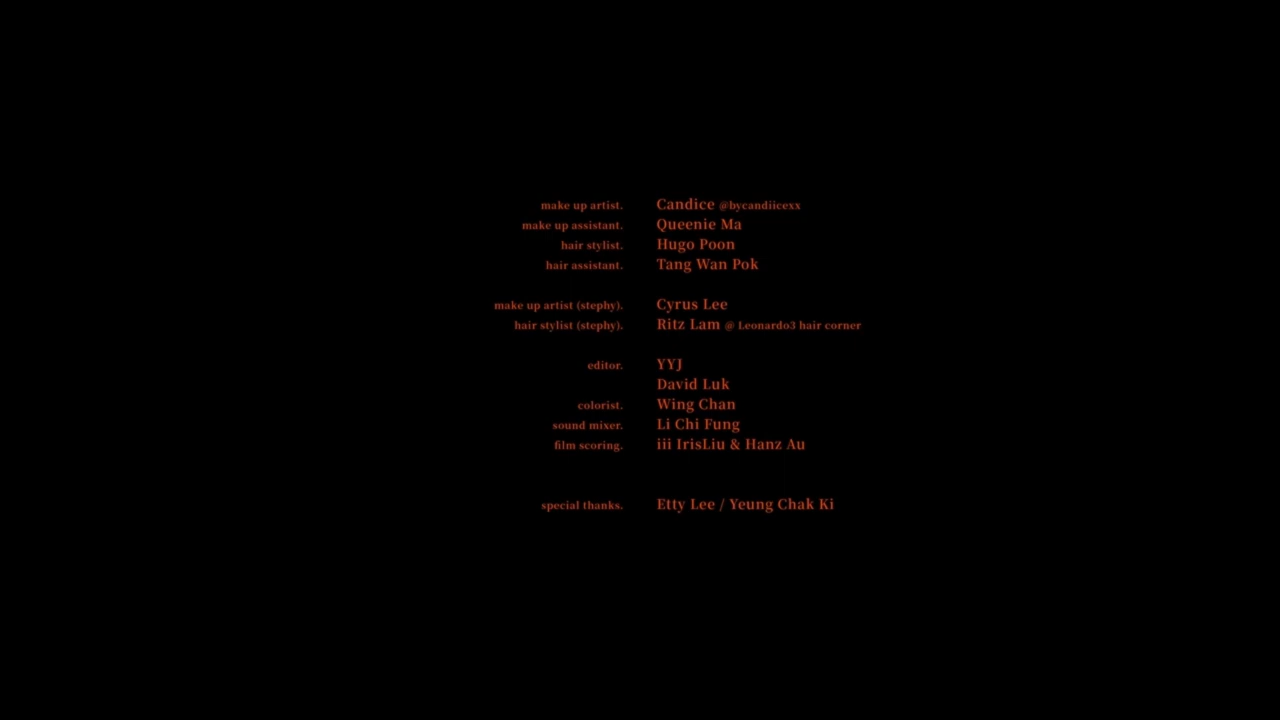 make up artist. Candice @bycandiicexx
make up assistant. Queenie Ma
hair stylist. Hugo Poon
hair assistant. Tang Wan Pok
make up artist (stephy). Cyrus Lee
hair stylist (stephy). Ritz Lam @ Leonardo3 hair corner
editor. YYJ
David Luk
colorist. Wing Chan
sound mixer. Li Chi Fung
film scoring. iii IrisLiu & Hanz Au
special thanks. Etty Lee / Yeung Chak Ki